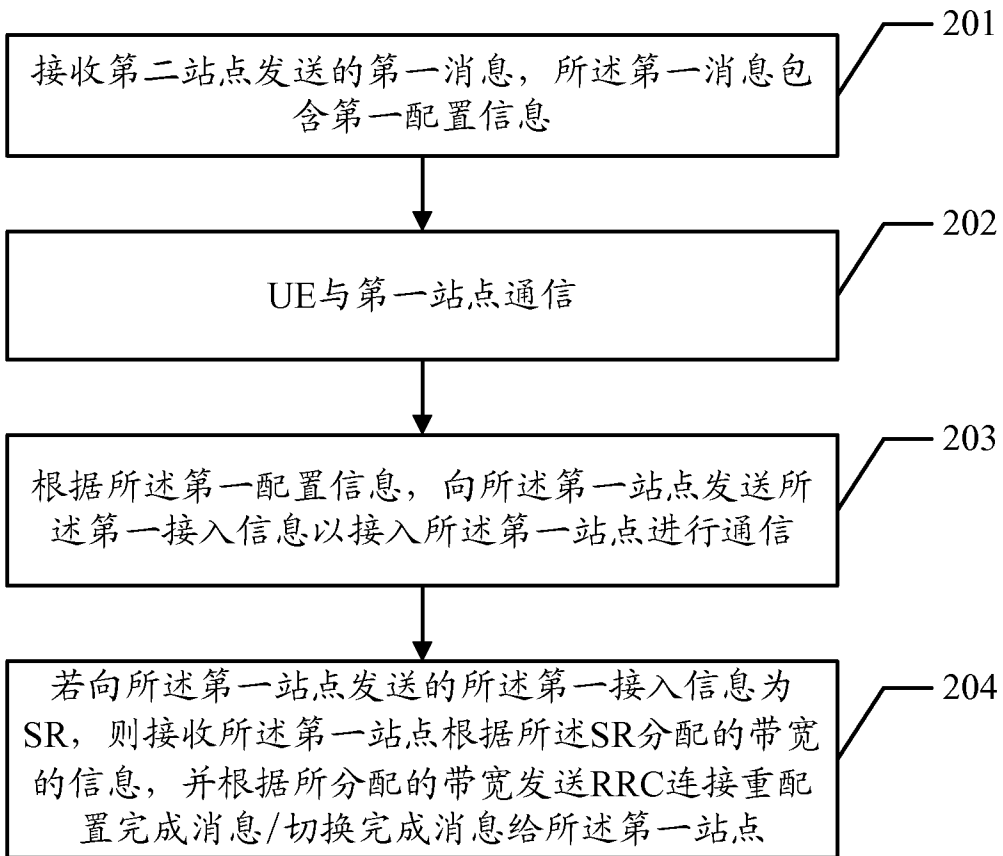 201
接收第二站点发送的第一消息，所述第一消息包
含第一配置信息
202
UE与第一站点通信
203
根据所述第一配置信息，向所述第一站点发送所
述第一接入信息以接入所述第一站点进行通信
204
若向所述第一站点发送的所述第一接入信息为
SR，则接收所述第一站点根据所述SR分配的带宽
的信息，并根据所分配的带宽发送RRC连接重配
置完成消息/切换完成消息给所述第一站点